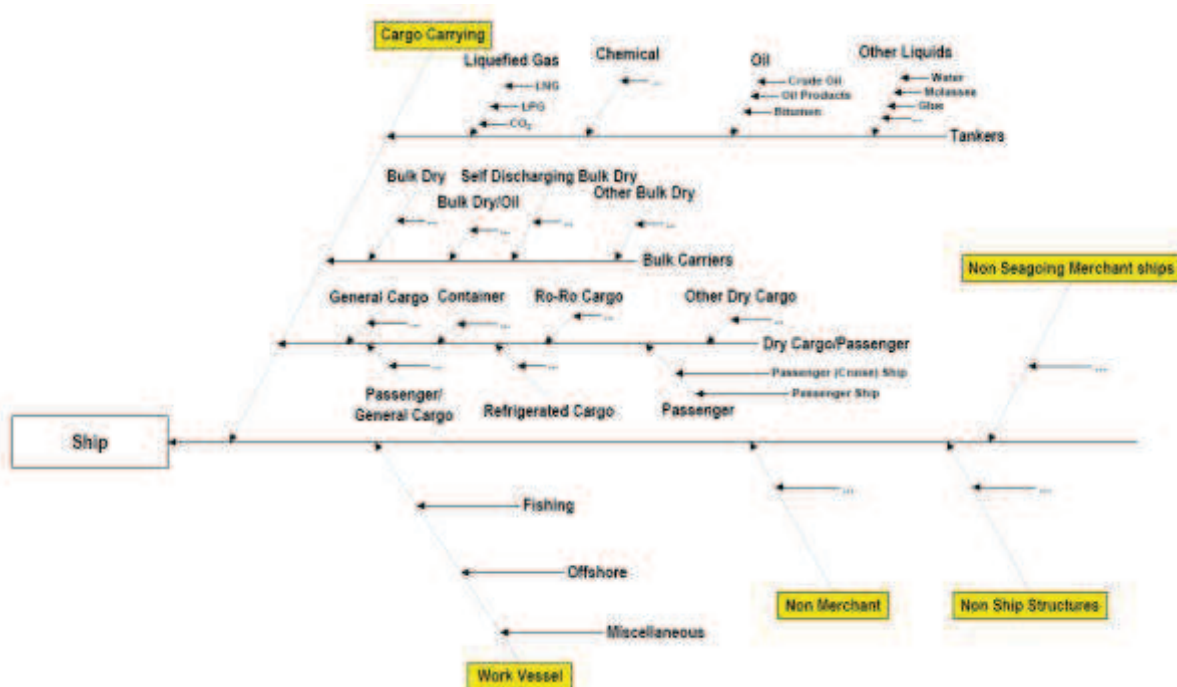 Cargo Carrying
Liquefied Gas
LNG
LPG
CO2
Chemical
...
Oil
Crude Oil
Oil Products
Bitumen
Other Liquids
Water
Molasses
Glue
...
Tankers
Bulk Dry
...
Bulk Dry/Oil
...
Self Discharging Bulk Dry
...
Other Bulk Dry
...
Bulk Carriers
Non Seagoing Merchant ships
...
General Cargo
...
Container
...
Ro-Ro Cargo
...
Other Dry Cargo
...
Dry Cargo/Passenger
...
Passenger/
General Cargo
...
Refrigerated Cargo
Passenger (Cruise) Ship
Passenger Ship
Passenger
Ship
Fishing
Offshore
Miscellaneous
Work Vessel
...
Non Merchant
...
Non Ship Structures